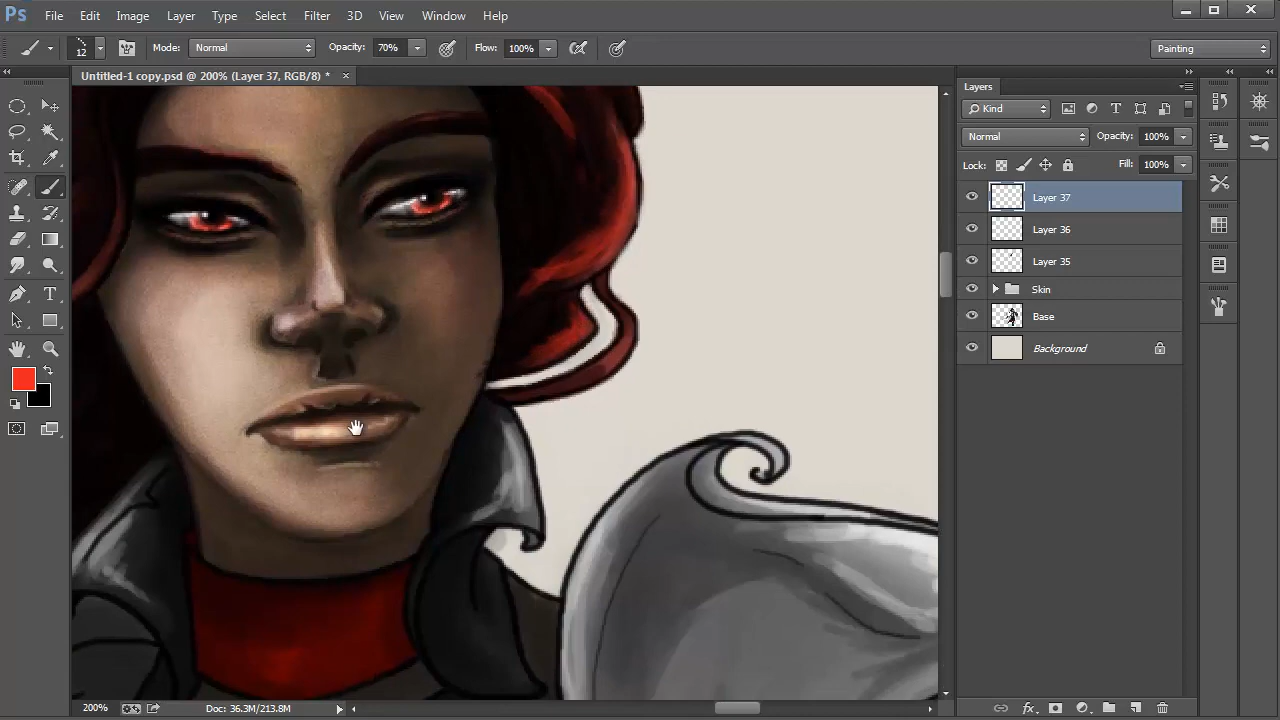 Ps File Edit Image Layer Type Select Filter 3D View Window Help
12 Mode: Normal Opacity: 70% Flow: 100% Painting
Untitled-1 copy.psd @ 200% (Layer 37, RGB/8) *
Layers
Kind
Normal Opacity: 100%
Lock: Fill: 100%
Layer 37
Layer 36
Layer 35
Skin
Base
Background
200% Doc: 36.3M/213.8M